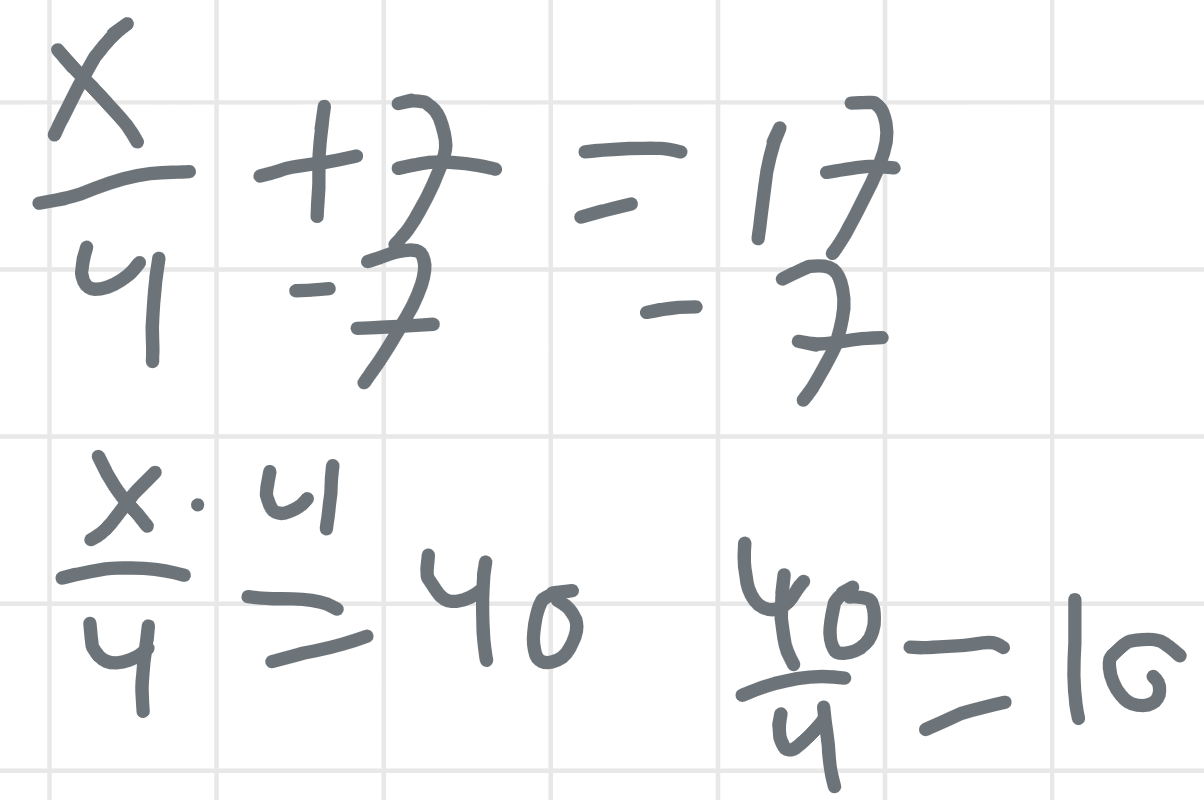 x/4 + 7 = 17
- 7 - 7
x/4 · 4 = 40 40/4 = 10